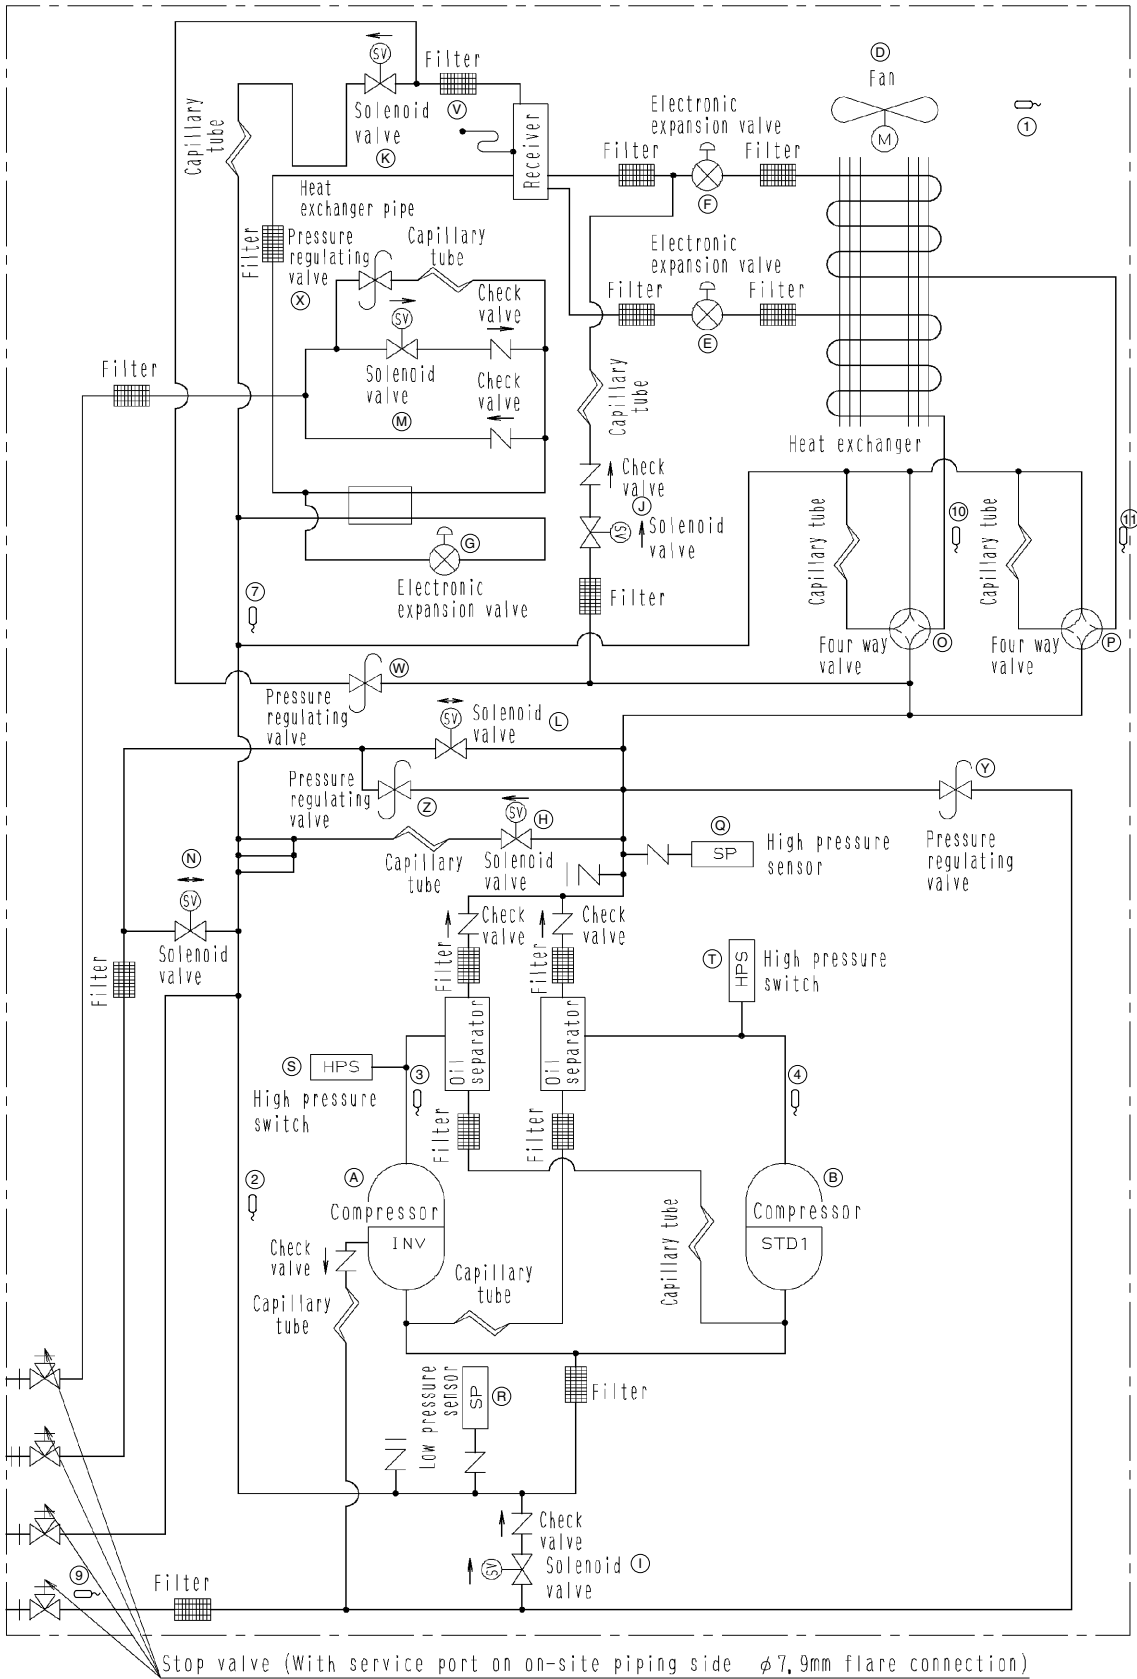 D
Fan
M
1
SV
Filter
V
Solenoid
valve
K
Capillary
tube
Receiver
Electronic
expansion valve
Filter
Filter
F
Heat
exchanger pipe
Filter
Pressure
regulating
valve
X
Capillary
tube
Electronic
expansion valve
Filter
Filter
E
Check
valve
SV
Solenoid
valve
M
Check
valve
Filter
Capillary
tube
Heat exchanger
Check
valve
J
SV
Solenoid
valve
Filter
G
Electronic
expansion valve
7
Capillary tube
10
Capillary tube
11
Four way
valve
O
Four way
valve
P
W
Pressure
regulating
valve
SV
Solenoid
valve
L
Pressure
regulating
valve
Z
Y
Pressure
regulating
valve
SV
H
Capillary
tube
Solenoid
valve
Q
SP
High pressure
sensor
N
SV
Solenoid
valve
Filter
Check
valve
Check
valve
Filter
Filter
T
HPS
High pressure
switch
Oil
separator
Oil
separator
S
HPS
High pressure
switch
3
4
Filter
Filter
2
A
Compressor
INV
B
Compressor
STD1
Check
valve
Capillary
tube
Capillary
tube
Capillary tube
Low pressure
sensor
SP
R
Filter
Check
valve
SV
Solenoid
valve
I
9
Filter
Stop valve (With service port on on-site piping side φ7.9mm flare connection)